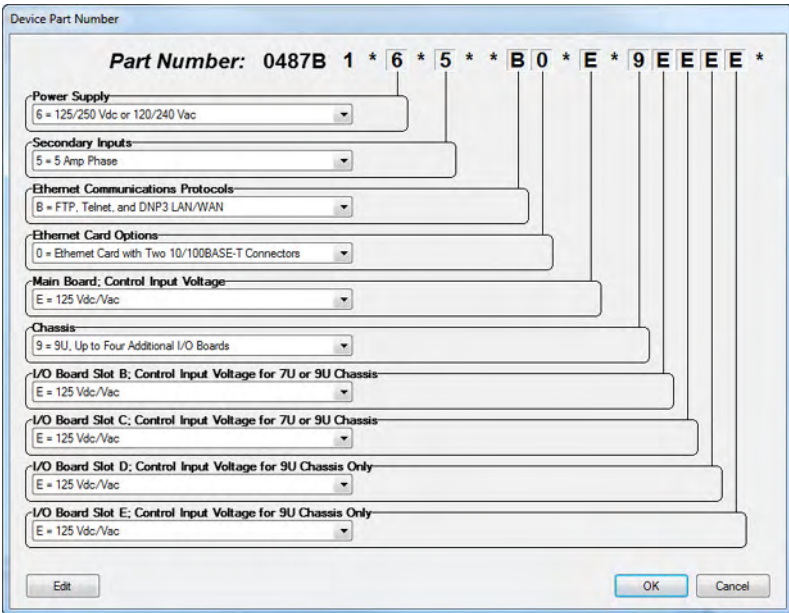 Device Part Number
Part Number: 0487B 1 * 6 * 5 * * B 0 * E * 9 E E E E *
Power Supply
6 = 125/250 Vdc or 120/240 Vac
Secondary Inputs
5 = 5 Amp Phase
Ethernet Communications Protocols
B = FTP, Telnet, and DNP3 LAN/WAN
Ethernet Card Options
0 = Ethernet Card with Two 10/100BASE-T Connectors
Main Board; Control Input Voltage
E = 125 Vdc/Vac
Chassis
9 = 9U, Up to Four Additional I/O Boards
I/O Board Slot B; Control Input Voltage for 7U or 9U Chassis
E = 125 Vdc/Vac
I/O Board Slot C; Control Input Voltage for 7U or 9U Chassis
E = 125 Vdc/Vac
I/O Board Slot D; Control Input Voltage for 9U Chassis Only
E = 125 Vdc/Vac
I/O Board Slot E; Control Input Voltage for 9U Chassis Only
E = 125 Vdc/Vac
Edit OK Cancel